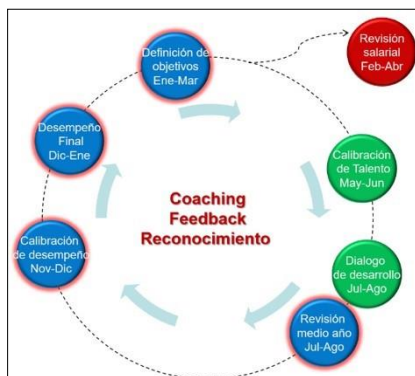 Definición de
objetivos
Ene-Mar
Revisión
salarial
Feb-Abr
Calibración
de Talento
May-Jun
Dialogo
de desarrollo
Jul-Ago
Revisión
medio año
Jul-Ago
Calibración
de desempeño
Nov-Dic
Desempeño
Final
Dic-Ene
Coaching
Feedback
Reconocimiento